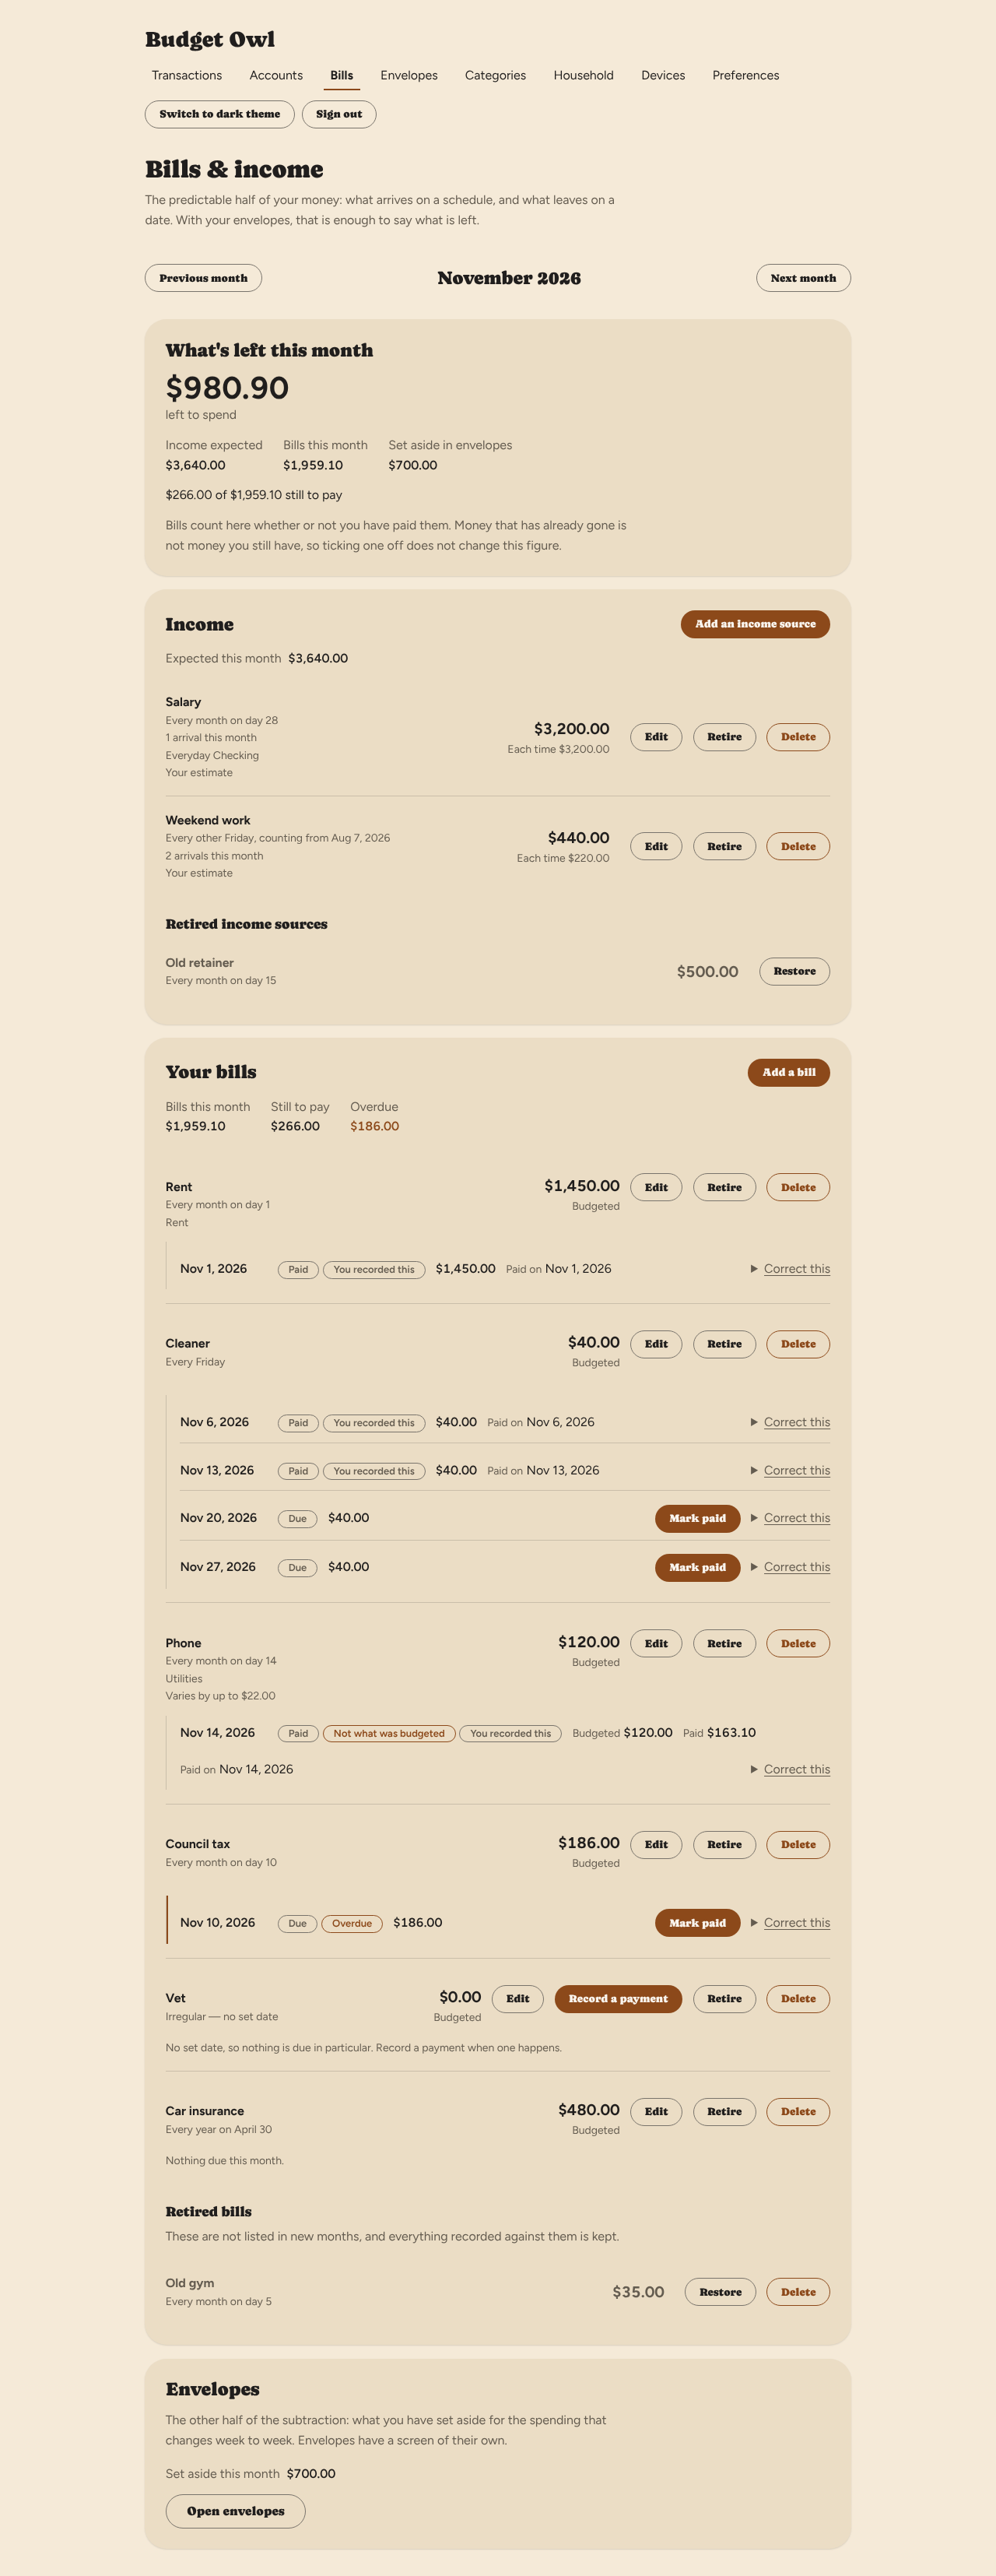 Budget Owl
Transactions Accounts Bills Envelopes Categories Household Devices Preferences
Switch to dark theme Sign out
Bills & income
The predictable half of your money: what arrives on a schedule, and what leaves on a
date. With your envelopes, that is enough to say what is left.
Previous month November 2026 Next month
What's left this month
$980.90
left to spend
Income expected Bills this month Set aside in envelopes
$3,640.00 $1,959.10 $700.00
$266.00 of $1,959.10 still to pay
Bills count here whether or not you have paid them. Money that has already gone is
not money you still have, so ticking one off does not change this figure.
Income Add an income source
Expected this month $3,640.00
Salary
Every month on day 28
1 arrival this month
Everyday Checking
Your estimate
$3,200.00 Edit Retire Delete
Each time $3,200.00
Weekend work
Every other Friday, counting from Aug 7, 2026
2 arrivals this month
Your estimate
$440.00 Edit Retire Delete
Each time $220.00
Retired income sources
Old retainer
Every month on day 15
$500.00 Restore
Your bills Add a bill
Bills this month Still to pay Overdue
$1,959.10 $266.00 $186.00
Rent
Every month on day 1
Rent
$1,450.00 Edit Retire Delete
Budgeted
Nov 1, 2026 Paid You recorded this $1,450.00 Paid on Nov 1, 2026 ▶ Correct this
Cleaner
Every Friday
$40.00 Edit Retire Delete
Budgeted
Nov 6, 2026 Paid You recorded this $40.00 Paid on Nov 6, 2026 ▶ Correct this
Nov 13, 2026 Paid You recorded this $40.00 Paid on Nov 13, 2026 ▶ Correct this
Nov 20, 2026 Due $40.00 Mark paid ▶ Correct this
Nov 27, 2026 Due $40.00 Mark paid ▶ Correct this
Phone
Every month on day 14
Utilities
Varies by up to $22.00
$120.00 Edit Retire Delete
Budgeted
Nov 14, 2026 Paid Not what was budgeted You recorded this Budgeted $120.00 Paid $163.10
Paid on Nov 14, 2026 ▶ Correct this
Council tax
Every month on day 10
$186.00 Edit Retire Delete
Budgeted
Nov 10, 2026 Due Overdue $186.00 Mark paid ▶ Correct this
Vet
Irregular — no set date
$0.00 Edit Record a payment Retire Delete
Budgeted
No set date, so nothing is due in particular. Record a payment when one happens.
Car insurance
Every year on April 30
$480.00 Edit Retire Delete
Budgeted
Nothing due this month.
Retired bills
These are not listed in new months, and everything recorded against them is kept.
Old gym
Every month on day 5
$35.00 Restore Delete
Envelopes
The other half of the subtraction: what you have set aside for the spending that
changes week to week. Envelopes have a screen of their own.
Set aside this month $700.00
Open envelopes